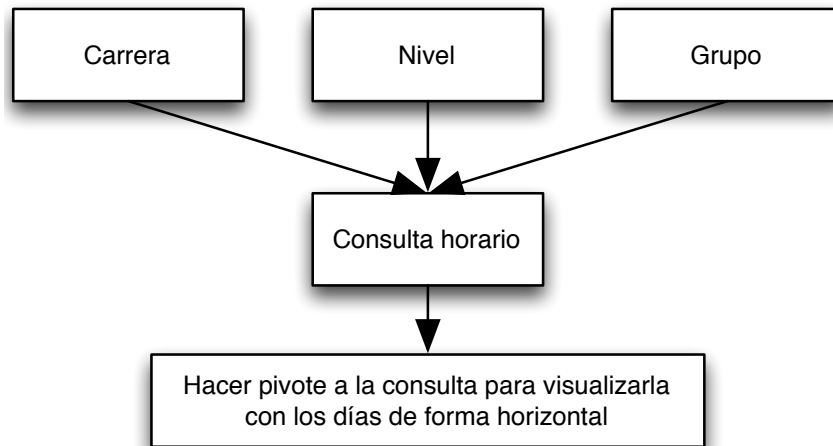 Carrera
Nivel
Grupo
Consulta horario
Hacer pivote a la consulta para visualizarla
con los días de forma horizontal